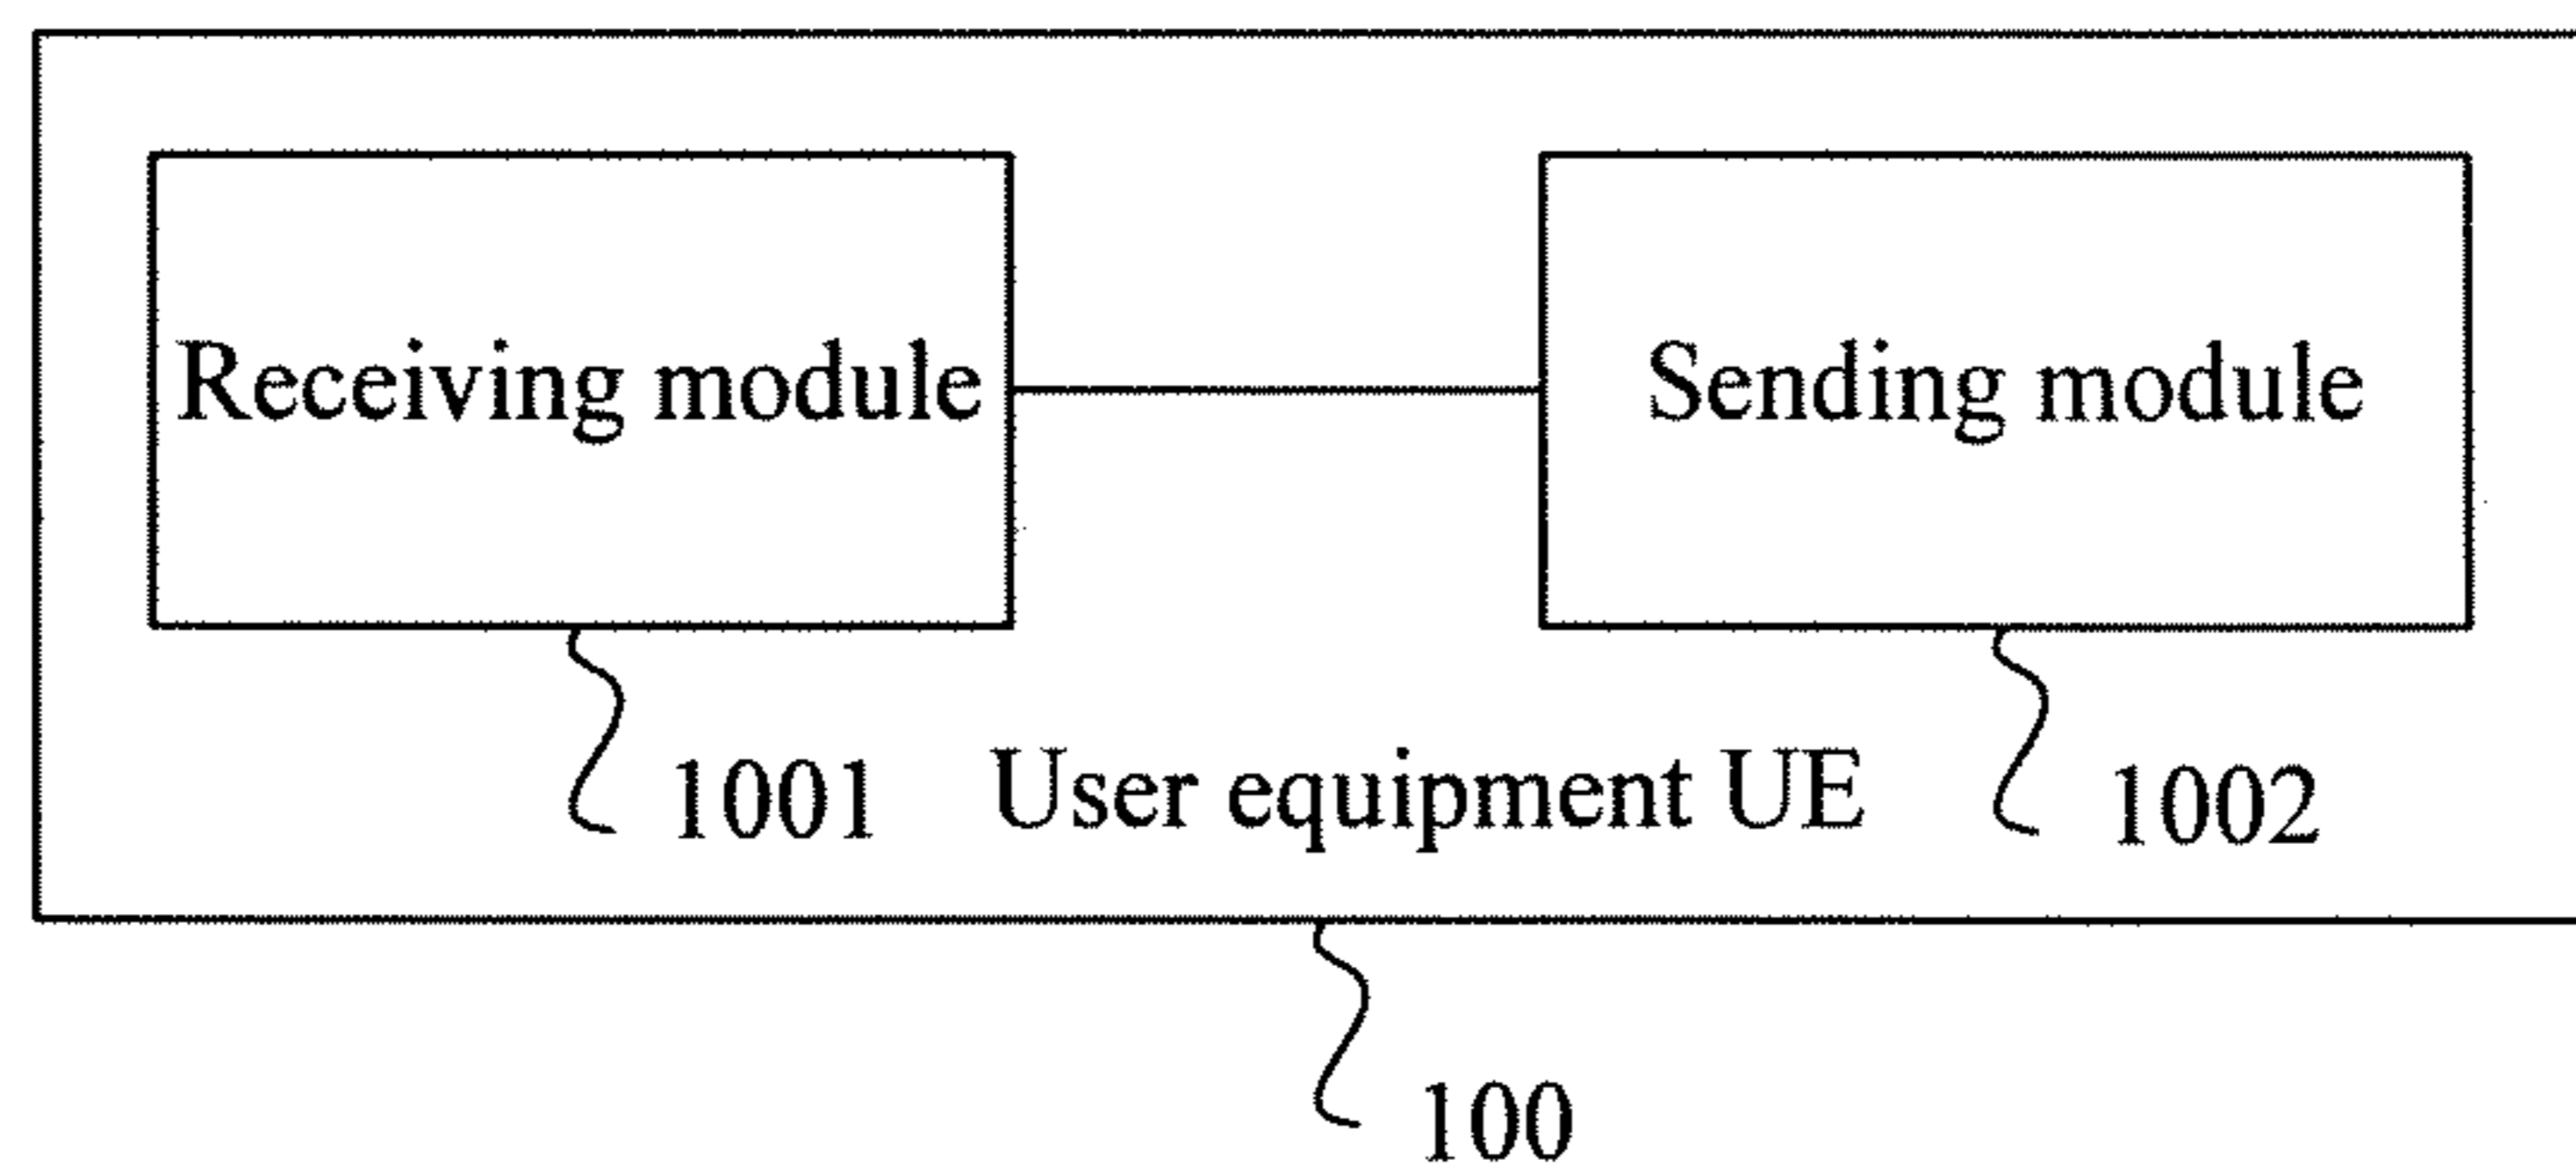 Receiving module
Sending module
1001
User equipment UE
1002
100